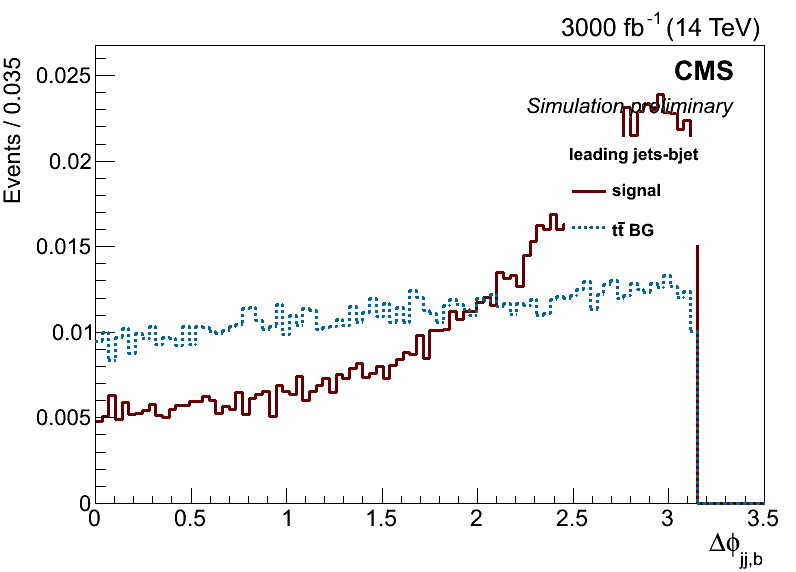 3000 fb⁻¹ (14 TeV)
CMS
Simulation preliminary
leading jets-bjet
signal
tt̄ BG
Events / 0.035
0.025
0.02
0.015
0.01
0.005
0
0 0.5 1 1.5 2 2.5 3 3.5
Δϕjj,b